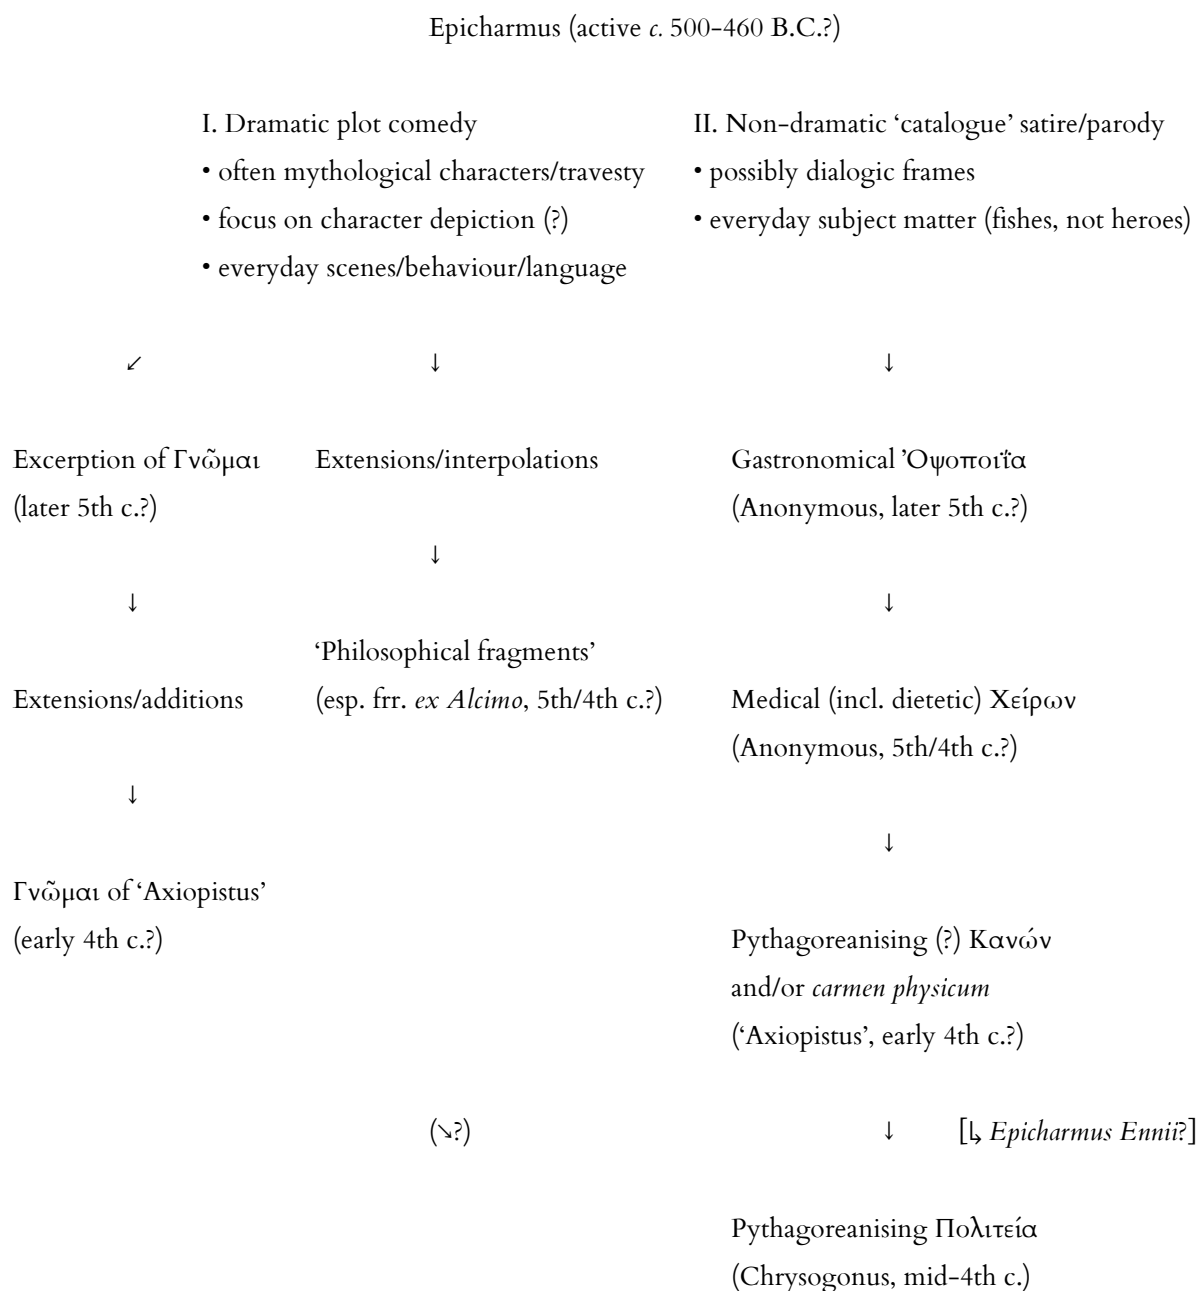 Epicharmus (active c. 500-460 B.C.?)
I. Dramatic plot comedy
• often mythological characters/travesty
• focus on character depiction (?)
• everyday scenes/behaviour/language
II. Non-dramatic ‘catalogue’ satire/parody
• possibly dialogic frames
• everyday subject matter (fishes, not heroes)
↙ ↓ ↓
Excerption of Γνῶμαι
(later 5th c.?)
↓
Extensions/additions
↓
Γνῶμαι of ‘Axiopistus’
(early 4th c.?)
Extensions/interpolations
↓
‘Philosophical fragments’
(esp. frr. ex Alcimo, 5th/4th c.?)
(↘?)
Gastronomical Ὀψοποιΐα
(Anonymous, later 5th c.?)
↓
Medical (incl. dietetic) Χείρων
(Anonymous, 5th/4th c.?)
↓
Pythagoreanising (?) Κανών
and/or carmen physicum
(‘Axiopistus’, early 4th c.?)
↓ [↳ Epicharmus Ennii?]
Pythagoreanising Πολιτεία
(Chrysogonus, mid-4th c.)